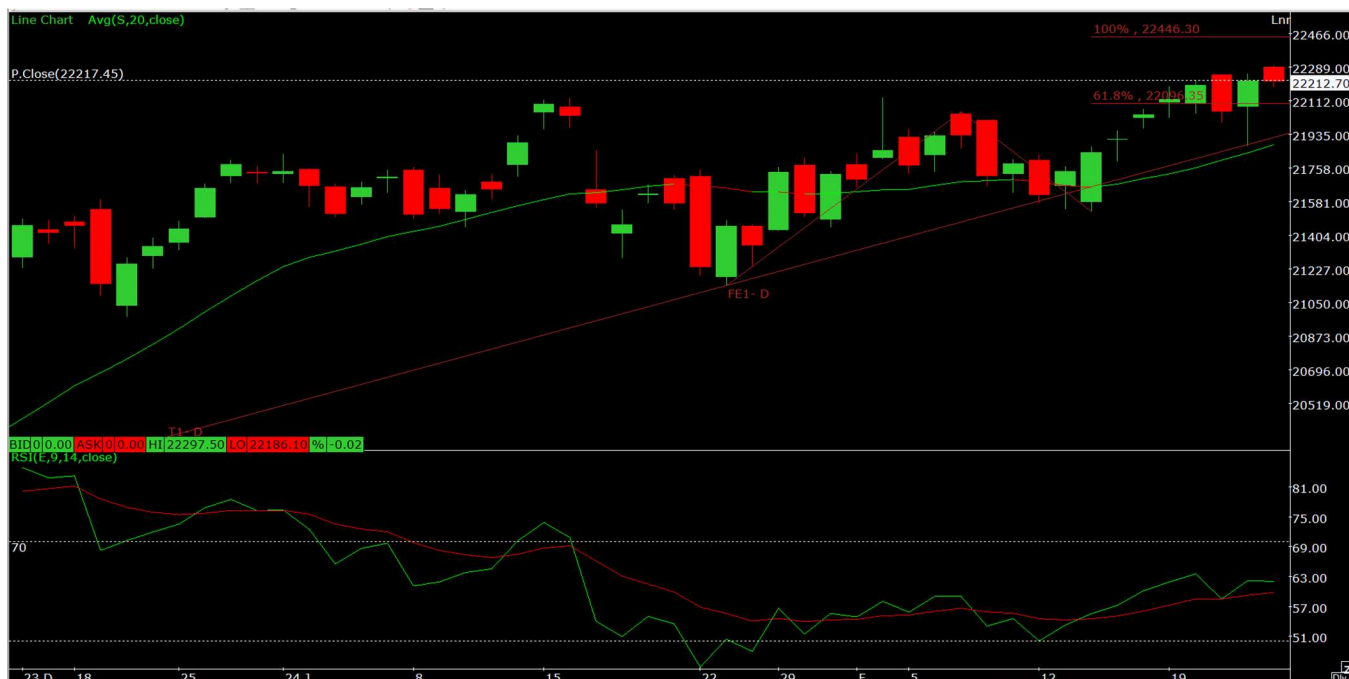 Line Chart Avg(S,20,close)
Lnr
100% , 22446.30
22466.00
P.Close(22217.45)
22289.00
22212.70
61.8% , 22096.35
22112.00
21935.00
21758.00
21581.00
21404.00
21227.00
FE1- D
21050.00
20873.00
20696.00
20519.00
T1- D
BID 0 0.00 ASK 0 0.00 HI 22297.50 LO 22186.10 % -0.02
RSI(E,9,14,close)
81.00
75.00
70
69.00
63.00
57.00
51.00
23 D 18 25 24 J 8 15 22 29 F 5 12 19